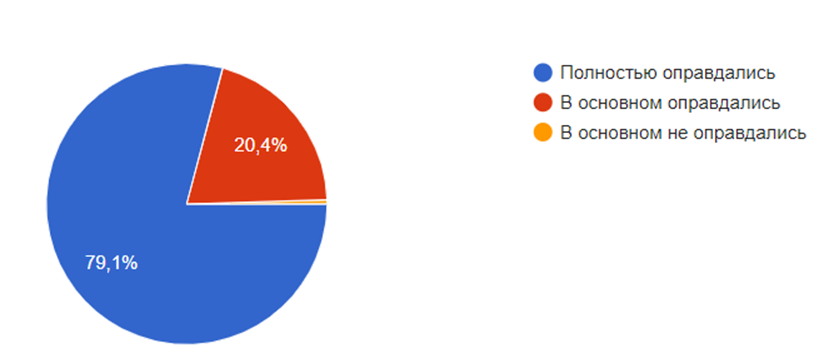 Полностью оправдались
В основном оправдались
В основном не оправдались
20,4%
79,1%